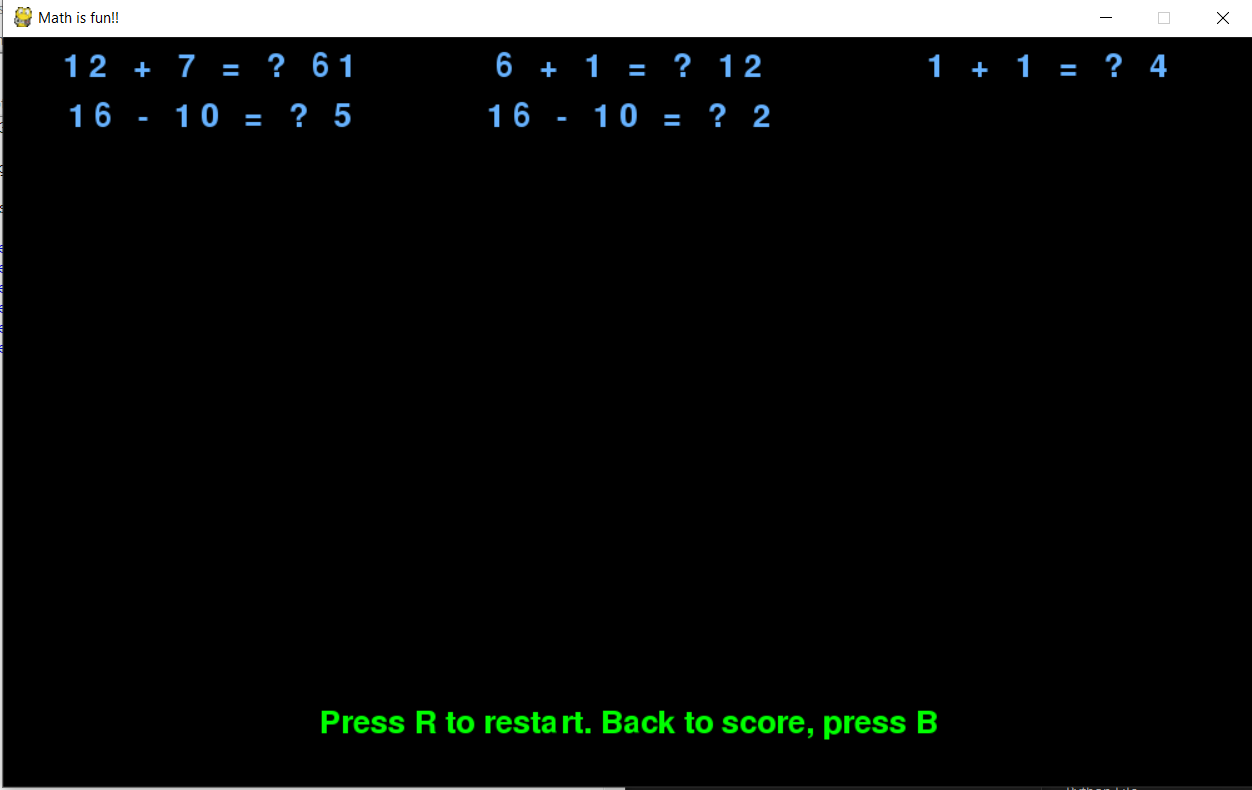 Math is fun!!
12 + 7 = ? 61 6 + 1 = ? 12 1 + 1 = ? 4
16 - 10 = ? 5 16 - 10 = ? 2
Press R to restart. Back to score, press B